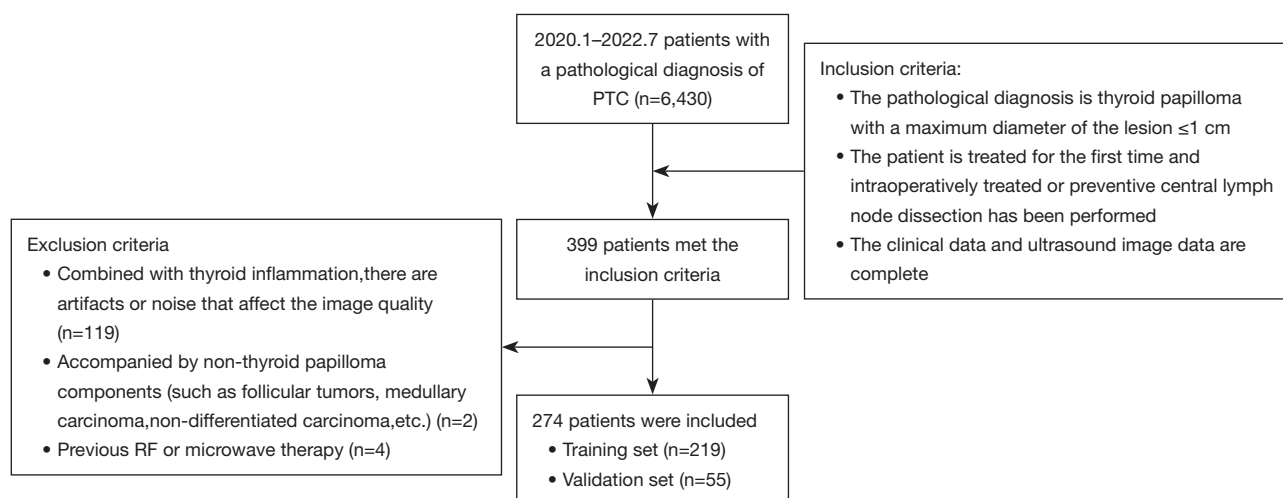 2020.1–2022.7 patients with
a pathological diagnosis of
PTC (n=6,430)
Inclusion criteria:
• The pathological diagnosis is thyroid papilloma
with a maximum diameter of the lesion ≤1 cm
• The patient is treated for the first time and
intraoperatively treated or preventive central lymph
node dissection has been performed
• The clinical data and ultrasound image data are
complete
399 patients met the
inclusion criteria
Exclusion criteria
• Combined with thyroid inflammation,there are
artifacts or noise that affect the image quality
(n=119)
• Accompanied by non-thyroid papilloma
components (such as follicular tumors, medullary
carcinoma,non-differentiated carcinoma,etc.) (n=2)
• Previous RF or microwave therapy (n=4)
274 patients were included
• Training set (n=219)
• Validation set (n=55)